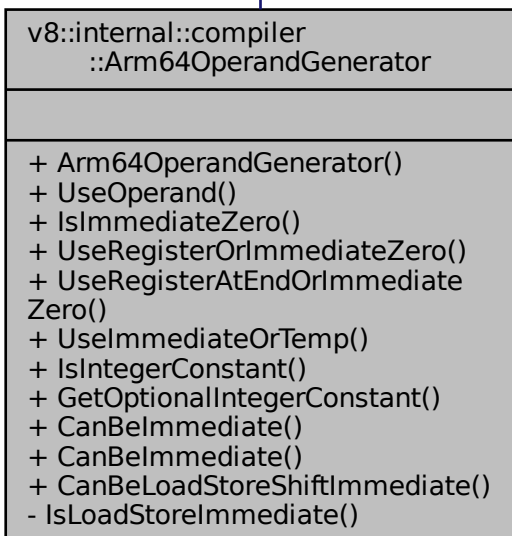 v8::internal::compiler
::Arm64OperandGenerator
+ Arm64OperandGenerator()
+ UseOperand()
+ IsImmediateZero()
+ UseRegisterOrImmediateZero()
+ UseRegisterAtEndOrImmediate
Zero()
+ UseImmediateOrTemp()
+ IsIntegerConstant()
+ GetOptionalIntegerConstant()
+ CanBeImmediate()
+ CanBeImmediate()
+ CanBeLoadStoreShiftImmediate()
- IsLoadStoreImmediate()